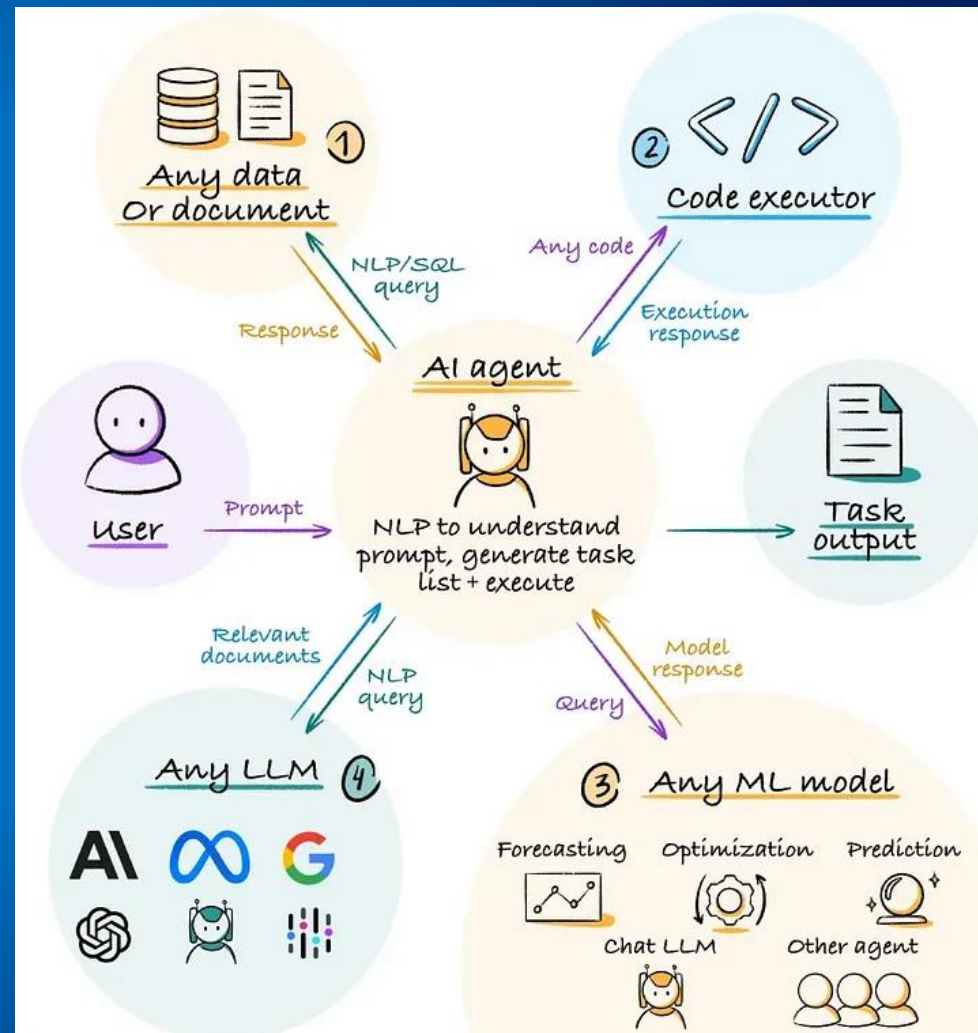 1
Any data
Or document
2
</>
Code executor
NLP/SQL
query
Response
Any code
Execution
response
AI agent
NLP to understand
prompt, generate task
list + execute
User
Prompt
Task
output
Relevant
documents
NLP
query
Model
response
Query
Any LLM 4
AI
G
3 Any ML model
Forecasting
Optimization
Prediction
Chat LLM
Other agent